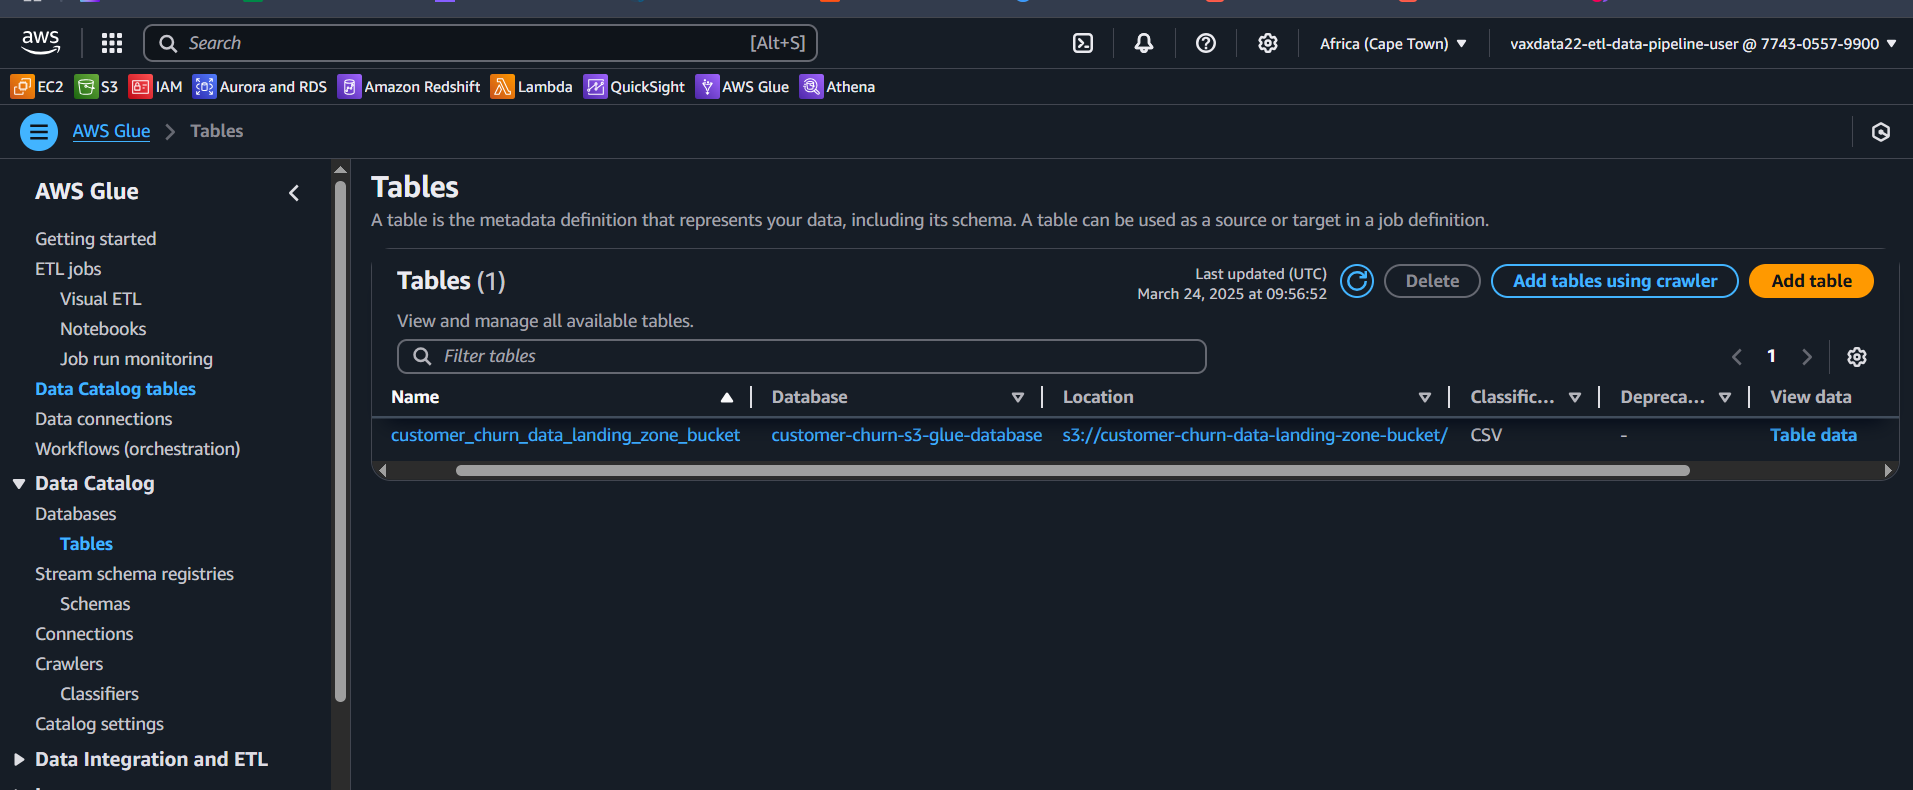 aws
Search [Alt+S]
Africa (Cape Town)
vaxdata22-etl-data-pipeline-user @ 7743-0557-9900
EC2 S3 IAM Aurora and RDS Amazon Redshift Lambda QuickSight AWS Glue Athena
AWS Glue Tables
AWS Glue
Getting started
ETL jobs
Visual ETL
Notebooks
Job run monitoring
Data Catalog tables
Data connections
Workflows (orchestration)
Data Catalog
Databases
Tables
Stream schema registries
Schemas
Connections
Crawlers
Classifiers
Catalog settings
Data Integration and ETL
Tables
A table is the metadata definition that represents your data, including its schema. A table can be used as a source or target in a job definition.
Tables (1)
Last updated (UTC)
March 24, 2025 at 09:56:52
Delete
Add tables using crawler
Add table
View and manage all available tables.
Filter tables
1
Name Database Location Classific... Depreca... View data
customer_churn_data_landing_zone_bucket customer-churn-s3-glue-database s3://customer-churn-data-landing-zone-bucket/ CSV - Table data